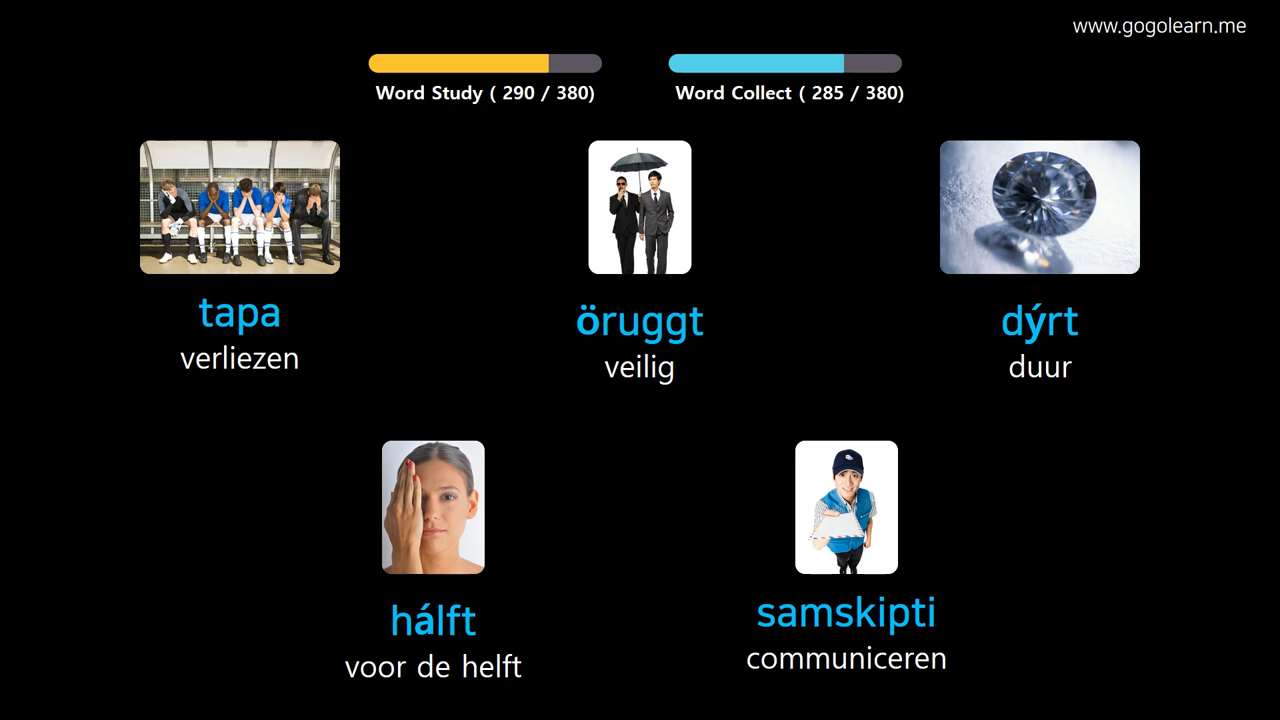 www.gogolearn.me
Word Study ( 290 / 380)
Word Collect ( 285 / 380)
tapa
verliezen
öruggt
veilig
dýrt
duur
hálft
voor de helft
samskipti
communiceren